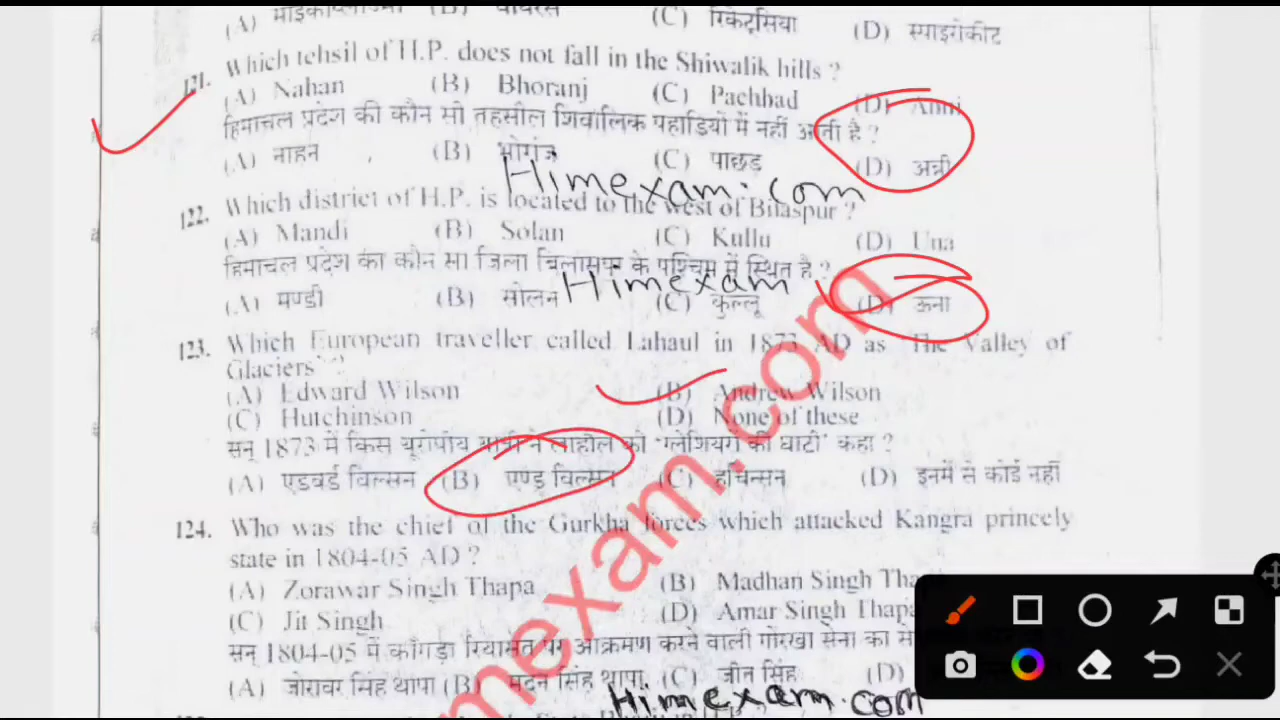 (A) माइकोप्लाज्मा (B) वायरस (C) रिकेट्सिया (D) स्पाइरोकीट
121. Which tehsil of H.P. does not fall in the Shiwalik hills ?
(A) Nahan (B) Bhoranj (C) Pachhad (D) Anni
हिमाचल प्रदेश की कौन सी तहसील शिवालिक पहाड़ियों में नहीं आती है ?
(A) नाहन (B) भोरंज (C) पाछड़ (D) अन्नी
Himexam.com
122. Which district of H.P. is located to the west of Bilaspur ?
(A) Mandi (B) Solan (C) Kullu (D) Una
हिमाचल प्रदेश का कौन सा जिला बिलासपुर के पश्चिम में स्थित है ?
Himexam
(A) मण्डी (B) सोलन (C) कुल्लू (D) ऊना
123. Which European traveller called Lahaul in 1873 AD as "The Valley of
Glaciers"
(A) Edward Wilson (B) Andrew Wilson
(C) Hutchinson (D) None of these
सन् 1873 में किस यूरोपीय यात्री ने लाहौल को "ग्लेशियरों की घाटी" कहा ?
(A) एडवर्ड विल्सन (B) एण्ड्र विल्सन (C) हचिन्सन (D) इनमें से कोई नहीं
124. Who was the chief of the Gurkha forces which attacked Kangra princely
state in 1804-05 AD ?
(A) Zorawar Singh Thapa (B) Madhan Singh
(C) Jit Singh (D) Amar Singh Thapa
सन् 1804-05 में काँगड़ा रियासत पर आक्रमण करने वाली गोरखा सेना का
(A) जोरावर सिंह थापा (B) मदन सिंह थापा (C) जीत सिंह (D)
Himexam.com
himexam.com